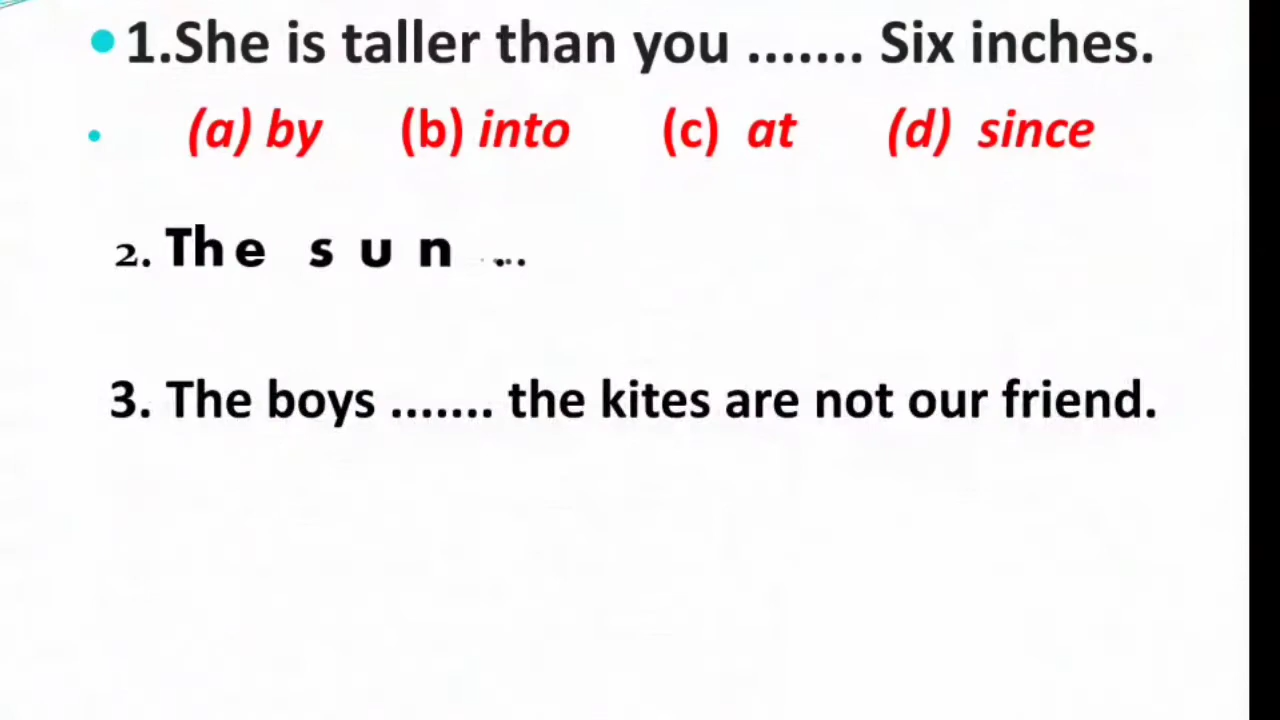 1.She is taller than you ....... Six inches.
(a) by (b) into (c) at (d) since
2. The sun ...
3. The boys ....... the kites are not our friend.